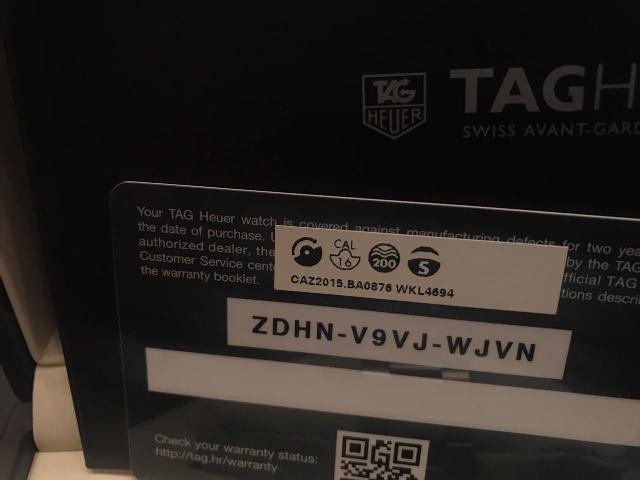 TAG
HEUER
TAGH
SWISS AVANT-GARD
Your TAG Heuer watch is covered against manufacturing defects for two yea
the date of purchase. by the TAG
authorized dealer, the fficial TAG
Customer Service cent tions descri
the warranty booklet.
CAL.
16
200
S
CAZ2015.BA0876 WKL4694
ZDHN-V9VJ-WJVN
Check your warranty status:
http://tag.hr/warranty